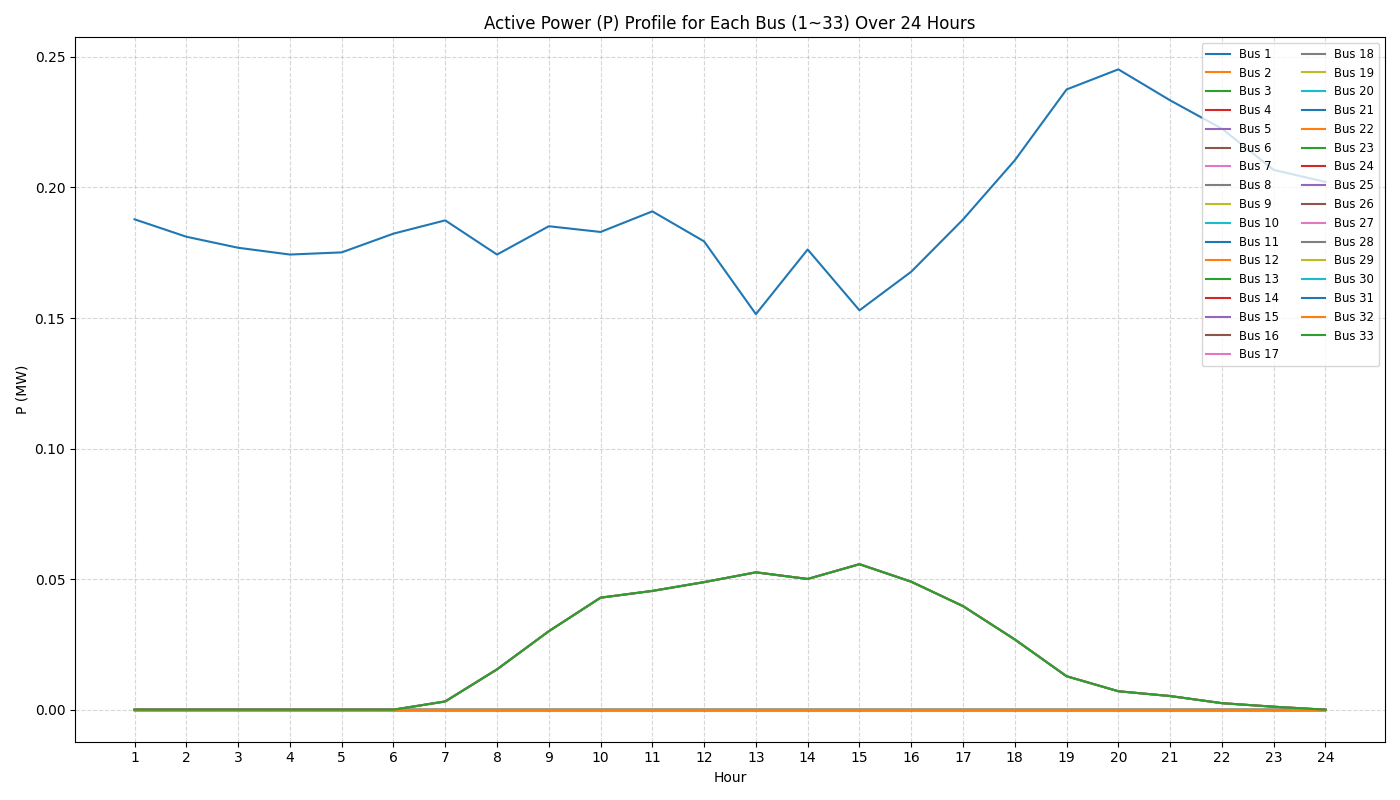 Active Power (P) Profile for Each Bus (1~33) Over 24 Hours
P (MW)
0.25
0.20
0.15
0.10
0.05
0.00
1 2 3 4 5 6 7 8 9 10 11 12 13 14 15 16 17 18 19 20 21 22 23 24
Hour
Bus 1
Bus 2
Bus 3
Bus 4
Bus 5
Bus 6
Bus 7
Bus 8
Bus 9
Bus 10
Bus 11
Bus 12
Bus 13
Bus 14
Bus 15
Bus 16
Bus 17
Bus 18
Bus 19
Bus 20
Bus 21
Bus 22
Bus 23
Bus 24
Bus 25
Bus 26
Bus 27
Bus 28
Bus 29
Bus 30
Bus 31
Bus 32
Bus 33